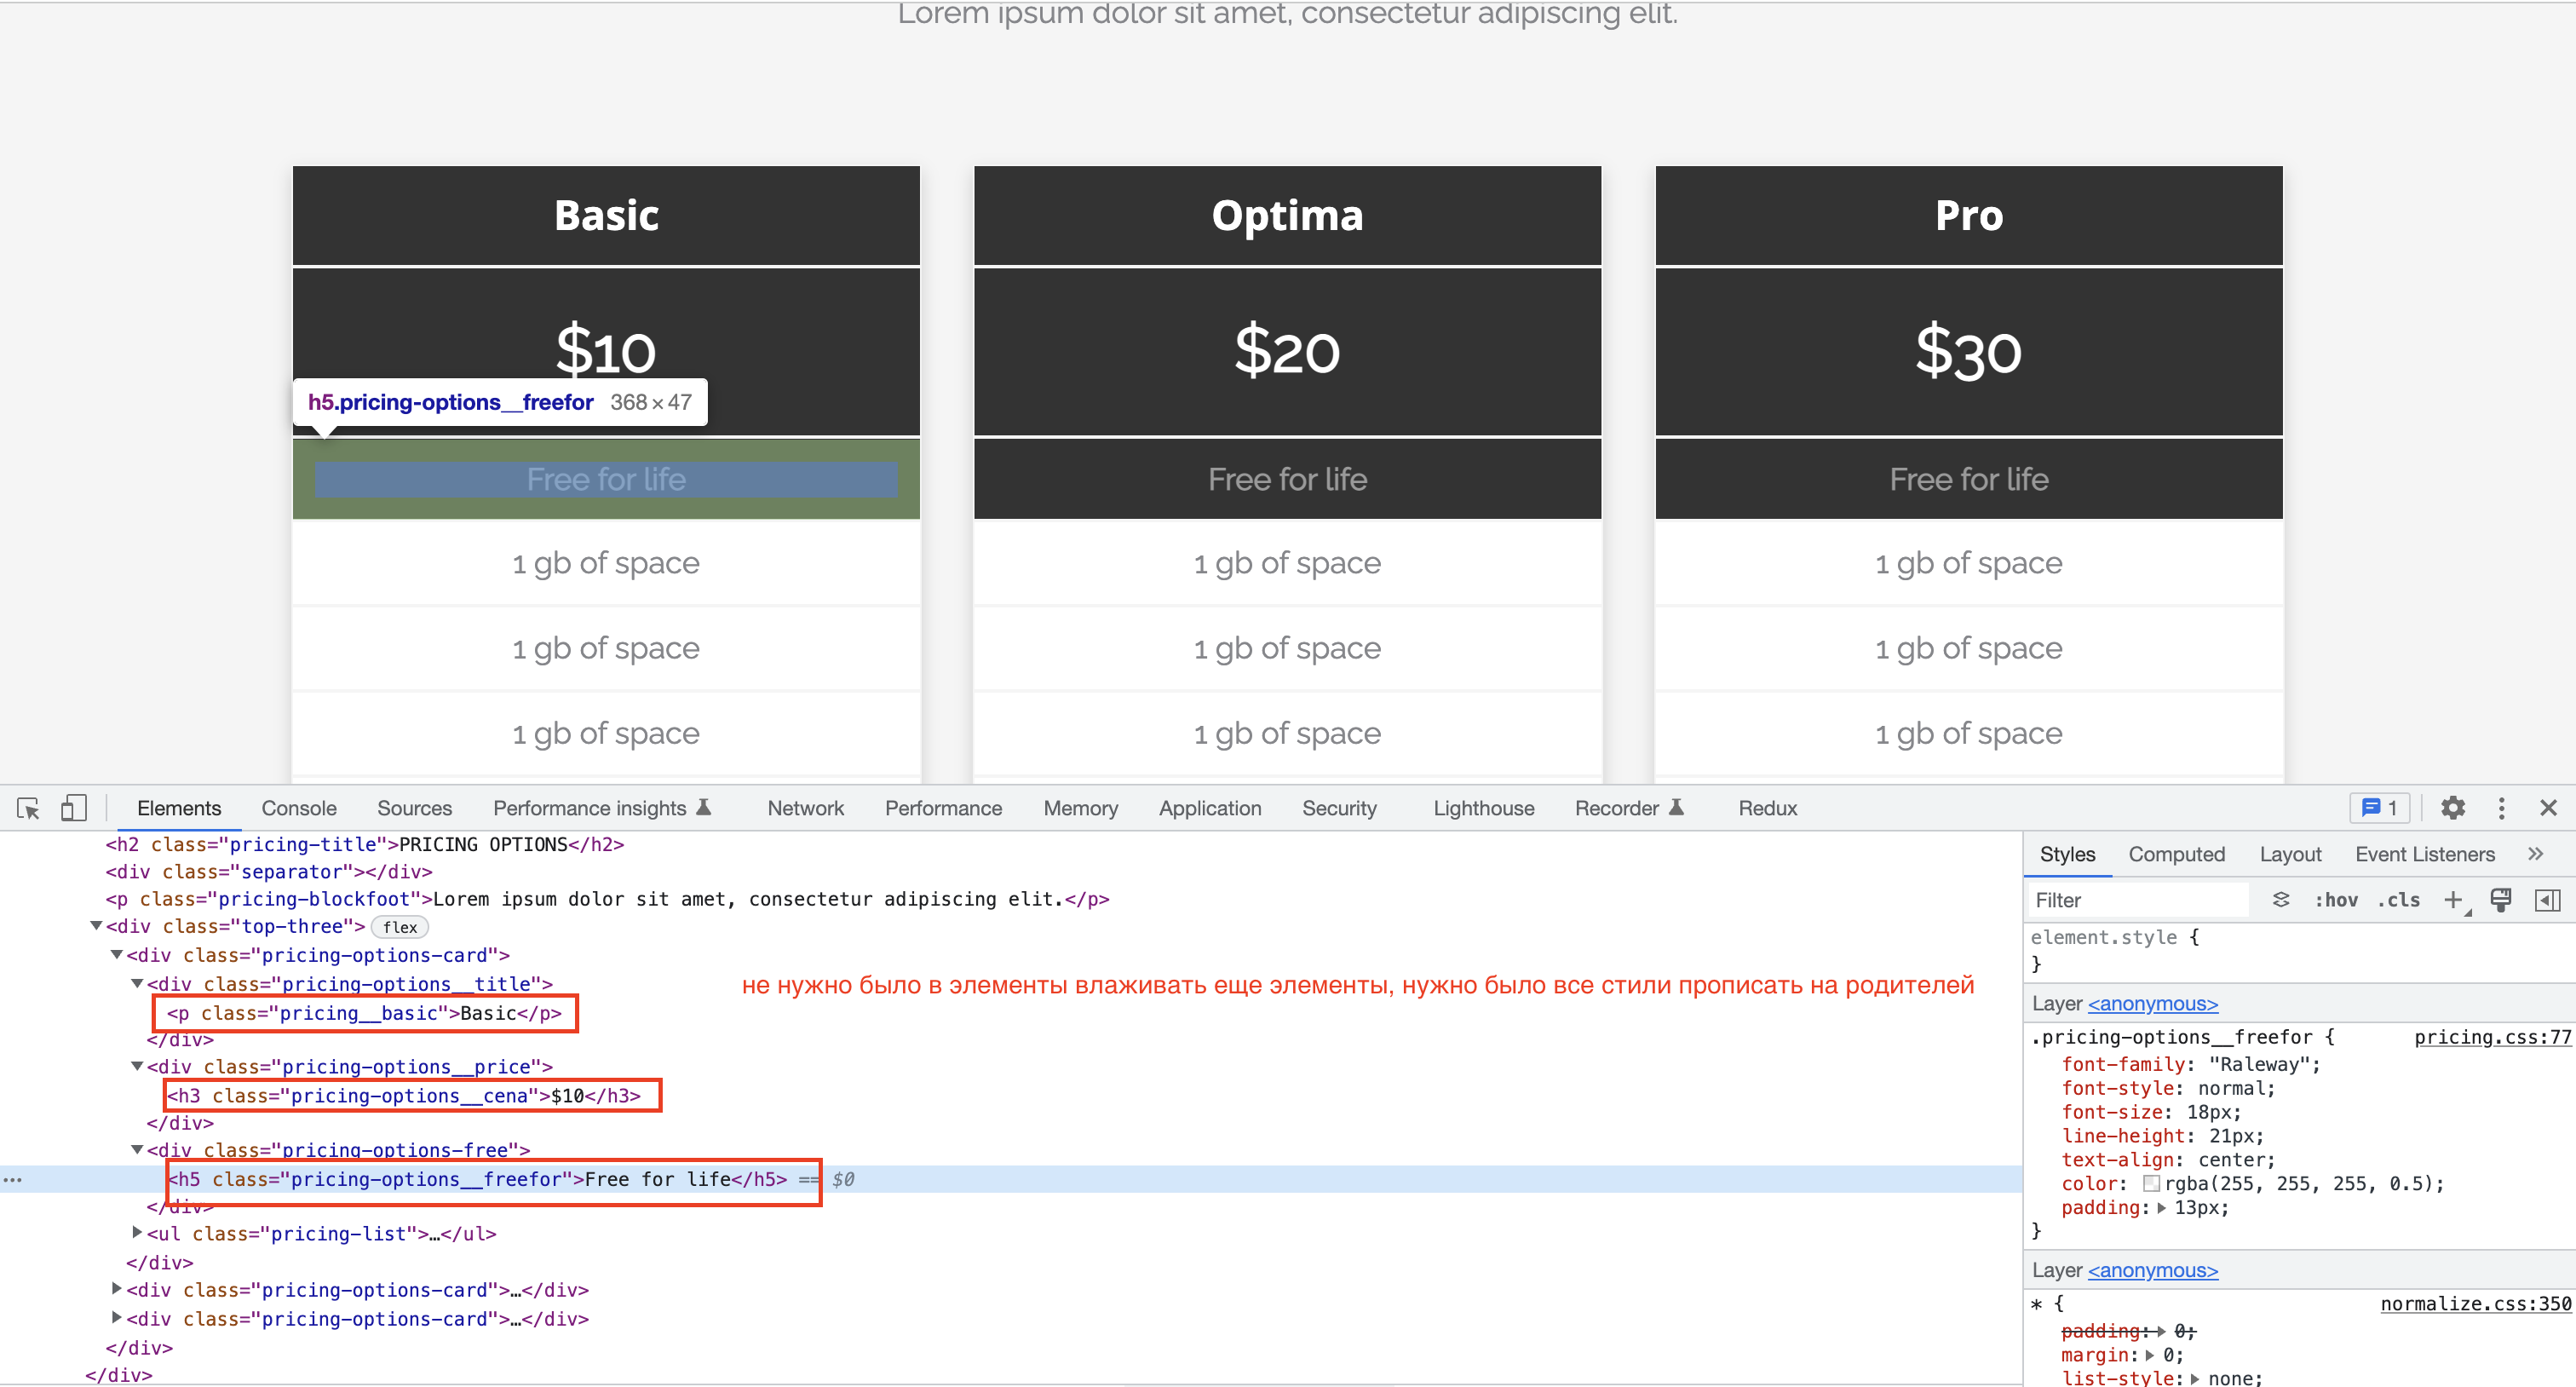 Lorem ipsum dolor sit amet, consectetur adipiscing elit.
Basic Optima Pro
$10 $20 $30
h5.pricing-options__freefor 368 × 47
Free for life Free for life Free for life
1 gb of space 1 gb of space 1 gb of space
1 gb of space 1 gb of space 1 gb of space
1 gb of space 1 gb of space 1 gb of space
Elements Console Sources Performance insights Network Performance Memory Application Security Lighthouse Recorder Redux 1
<h2 class="pricing-title">PRICING OPTIONS</h2>
<div class="separator"></div>
<p class="pricing-blockfoot">Lorem ipsum dolor sit amet, consectetur adipiscing elit.</p>
<div class="top-three"> flex
<div class="pricing-options-card">
<div class="pricing-options__title">
не нужно было в элементы влаживать еще элементы, нужно было все стили прописать на родителей
<p class="pricing__basic">Basic</p>
</div>
<div class="pricing-options__price">
<h3 class="pricing-options__cena">$10</h3>
</div>
<div class="pricing-options-free">
<h5 class="pricing-options__freefor">Free for life</h5> == $0
</div>
<ul class="pricing-list">…</ul>
</div>
<div class="pricing-options-card">…</div>
<div class="pricing-options-card">…</div>
</div>
</div>
Styles Computed Layout Event Listeners »
Filter :hov .cls +
element.style {
}
Layer <anonymous>
.pricing-options__freefor { pricing.css:77
font-family: "Raleway";
font-style: normal;
font-size: 18px;
line-height: 21px;
text-align: center;
color: rgba(255, 255, 255, 0.5);
padding: 13px;
}
Layer <anonymous>
* { normalize.css:350
padding: 0;
margin: 0;
list-style: none;